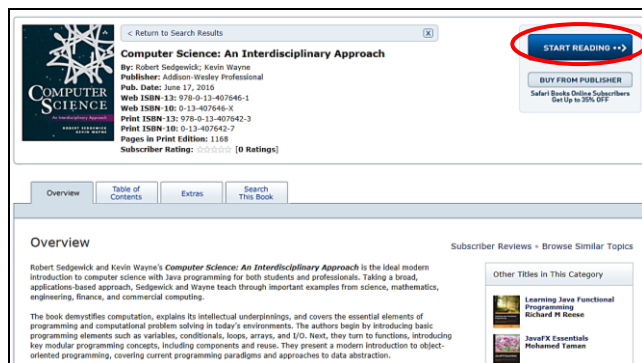 < Return to Search Results
X
Computer Science: An Interdisciplinary Approach
By: Robert Sedgewick; Kevin Wayne
Publisher: Addison-Wesley Professional
Pub. Date: June 17, 2016
Web ISBN-13: 978-0-13-407646-1
Web ISBN-10: 0-13-407646-X
Print ISBN-13: 978-0-13-407642-3
Print ISBN-10: 0-13-407642-7
Pages in Print Edition: 1168
Subscriber Rating: ☆☆☆☆☆ [0 Ratings]
COMPUTER
SCIENCE
An Interdisciplinary Approach
ROBERT SEDGEWICK
KEVIN WAYNE
START READING ••>
BUY FROM PUBLISHER
Safari Books Online Subscribers
Get Up to 35% OFF
Overview
Table of
Contents
Extras
Search
This Book
Overview
Subscriber Reviews • Browse Similar Topics
Robert Sedgewick and Kevin Wayne's Computer Science: An Interdisciplinary Approach is the ideal modern
introduction to computer science with Java programming for both students and professionals. Taking a broad,
applications-based approach, Sedgewick and Wayne teach through important examples from science, mathematics,
engineering, finance, and commercial computing.
The book demystifies computation, explains its intellectual underpinnings, and covers the essential elements of
programming and computational problem solving in today's environments. The authors begin by introducing basic
programming elements such as variables, conditionals, loops, arrays, and I/O. Next, they turn to functions, introducing
key modular programming concepts, including components and reuse. They present a modern introduction to object-
oriented programming, covering current programming paradigms and approaches to data abstraction.
Other Titles in This Category
Learning Java Functional
Programming
Richard M Reese
JavaFX Essentials
Mohamed Taman